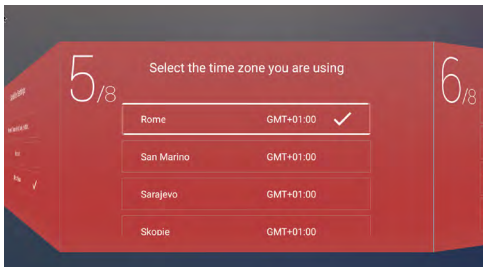 5/8
Select the time zone you are using
Rome GMT+01:00
San Marino GMT+01:00
Sarajevo GMT+01:00
Skopje GMT+01:00
6/8